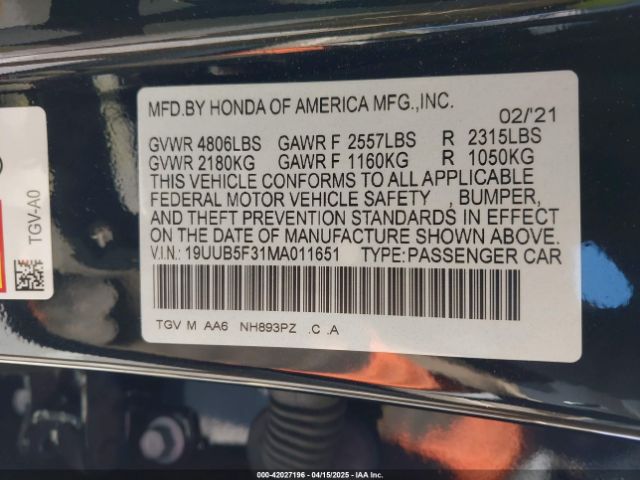 MFD.BY HONDA OF AMERICA MFG.,INC.
02/'21
GVWR 4806LBS GAWR F 2557LBS R 2315LBS
GVWR 2180KG GAWR F 1160KG R 1050KG
THIS VEHICLE CONFORMS TO ALL APPLICABLE
FEDERAL MOTOR VEHICLE SAFETY , BUMPER,
AND THEFT PREVENTION STANDARDS IN EFFECT
ON THE DATE OF MANUFACTURE SHOWN ABOVE.
V.I.N.: 19UUB5F31MA011651 TYPE:PASSENGER CAR
TGV M AA6 NH893PZ .C .A
TGV-A0
00-42027196 - 04/15/2025 - IAA Inc.